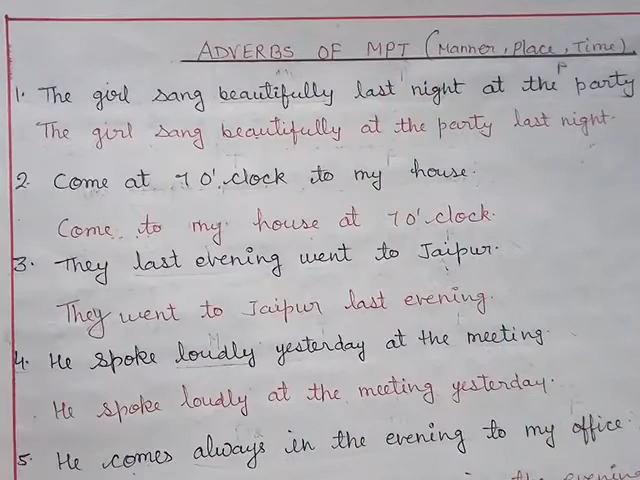 ADVERBS OF MPT (Manner, Place, Time)
1. The girl sang beautifully last night at the party
The girl sang beautifully at the party last night.
2. Come at 7 O'clock to my house.
Come to my house at 7 O'clock.
3. They last evening went to Jaipur.
They went to Jaipur last evening.
4. He spoke loudly yesterday at the meeting.
He spoke loudly at the meeting yesterday.
5. He comes always in the evening to my office.
the evening